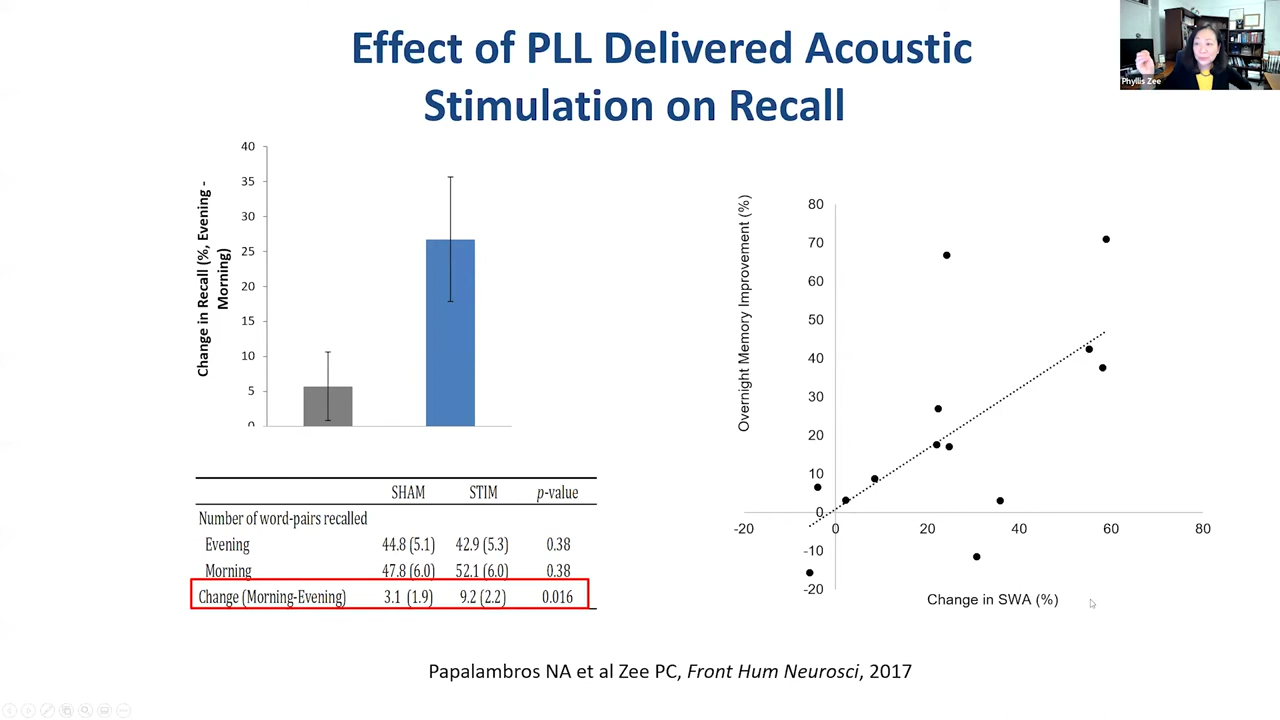 Effect of PLL Delivered Acoustic
Stimulation on Recall
Phyllis Zee
Change in Recall (%, Evening -
Morning)
40
35
30
25
20
15
10
5
0
SHAM STIM p-value
Number of word-pairs recalled
Evening 44.8 (5.1) 42.9 (5.3) 0.38
Morning 47.8 (6.0) 52.1 (6.0) 0.38
Change (Morning-Evening) 3.1 (1.9) 9.2 (2.2) 0.016
Overnight Memory Improvement (%)
80
70
60
50
40
30
20
10
0
-10
-20
-20 0 20 40 60 80
Change in SWA (%)
Papalambros NA et al Zee PC, Front Hum Neurosci, 2017